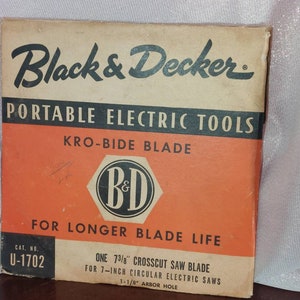 Black & Decker®
PORTABLE ELECTRIC TOOLS
KRO-BIDE BLADE
B&D
FOR LONGER BLADE LIFE
CAT. NO.
U-1702
ONE 7 3/8" CROSSCUT SAW BLADE
FOR 7-INCH CIRCULAR ELECTRIC SAWS
1-1/8" ARBOR HOLE